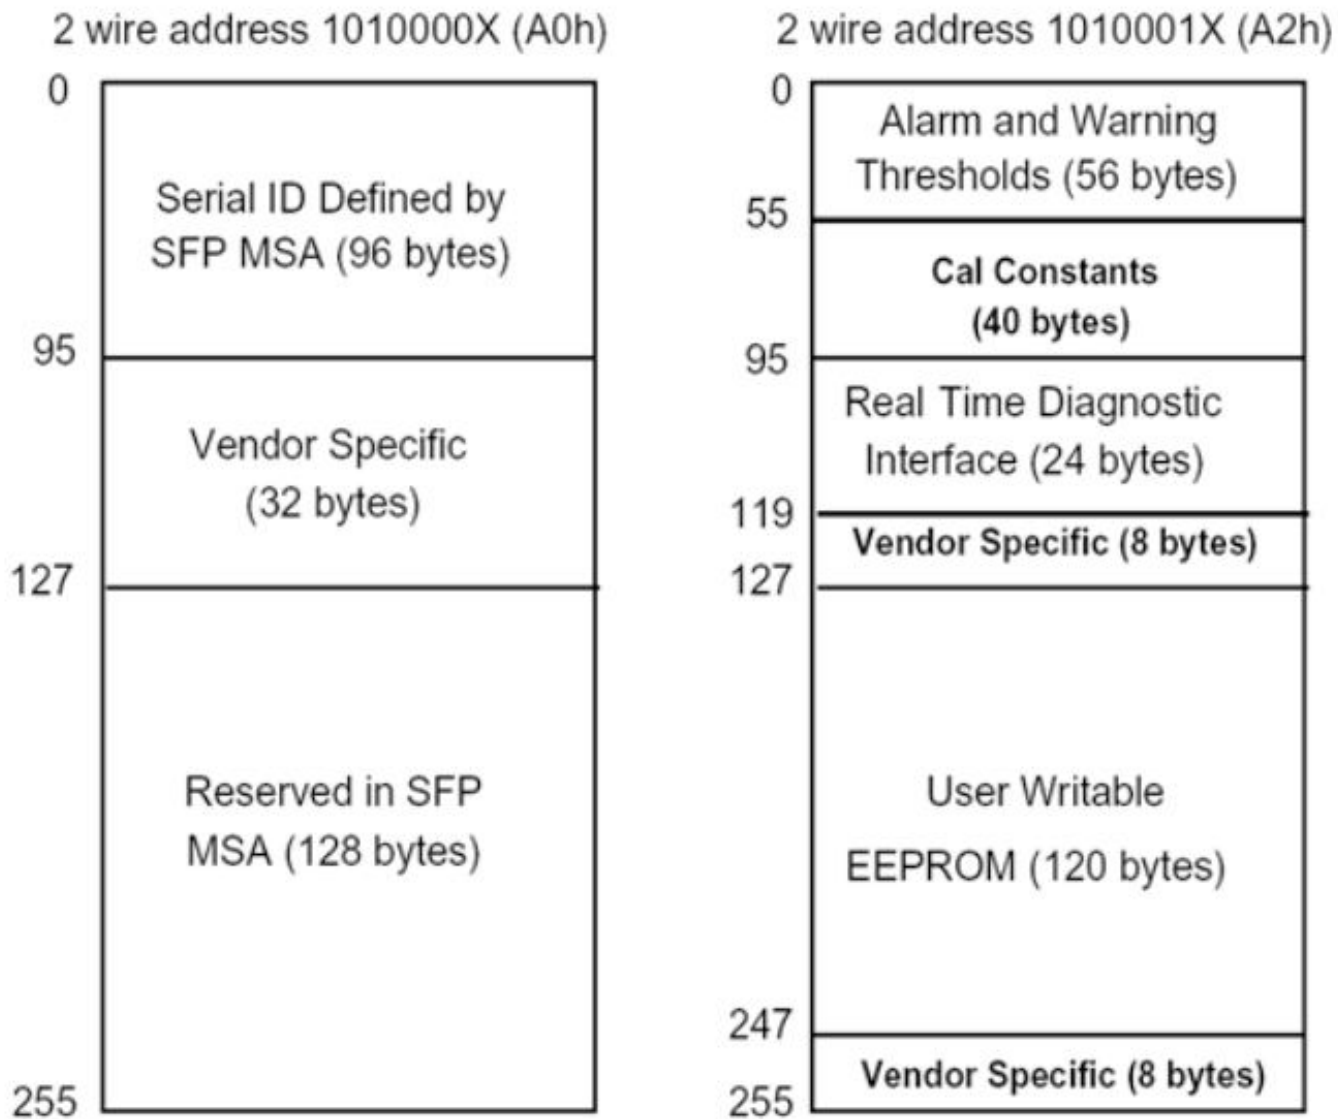 2 wire address 1010000X (A0h)
0
Serial ID Defined by
SFP MSA (96 bytes)
95
Vendor Specific
(32 bytes)
127
Reserved in SFP
MSA (128 bytes)
255
2 wire address 1010001X (A2h)
0
Alarm and Warning
Thresholds (56 bytes)
55
Cal Constants
(40 bytes)
95
Real Time Diagnostic
Interface (24 bytes)
119
Vendor Specific (8 bytes)
127
User Writable
EEPROM (120 bytes)
247
Vendor Specific (8 bytes)
255